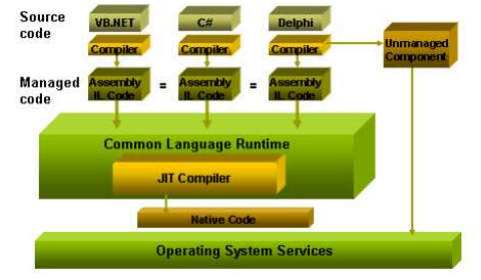 Source
code
VB.NET
C#
Delphi
Compiler
Compiler
Compiler
Unmanaged
Component
Managed
code
Assembly
IL Code
=
Assembly
IL Code
=
Assembly
IL Code
Common Language Runtime
JIT Compiler
Native Code
Operating System Services